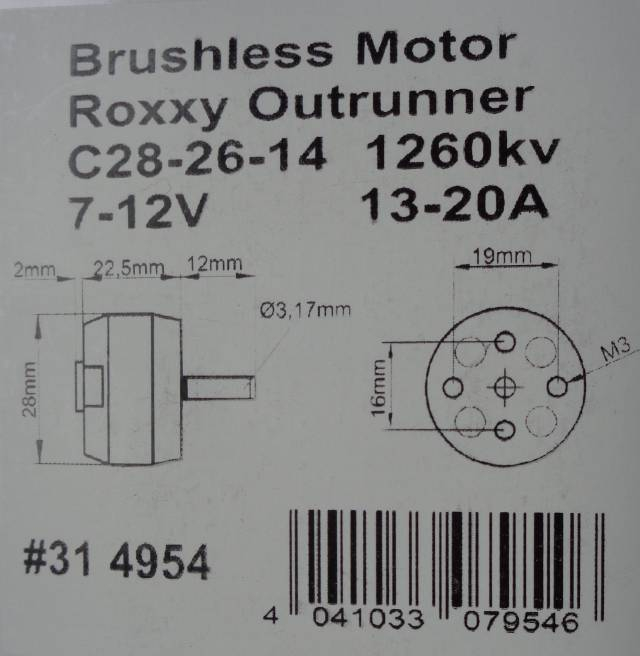 Brushless Motor
Roxxy Outrunner
C28-26-14 1260kv
7-12V 13-20A
2mm 22,5mm 12mm 19mm
Ø3,17mm
M3
28mm 16mm
#31 4954
4 041033 079546